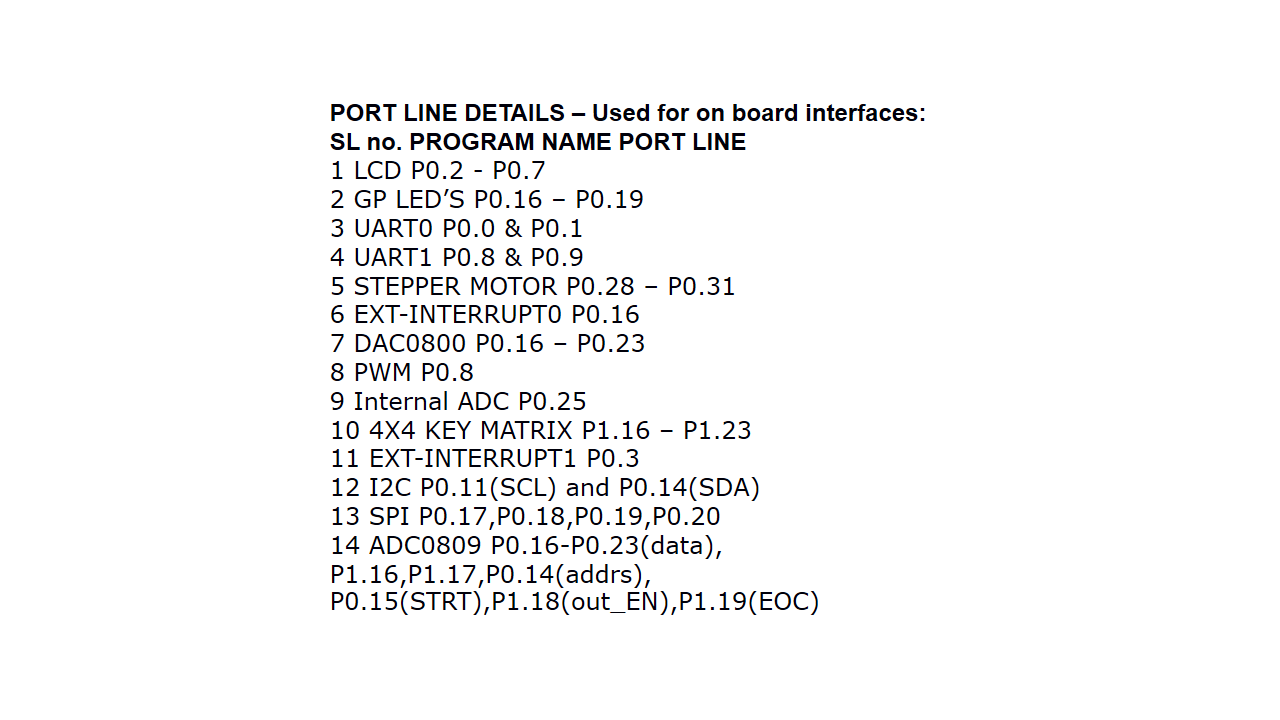 PORT LINE DETAILS – Used for on board interfaces:
SL no. PROGRAM NAME PORT LINE
1 LCD P0.2 - P0.7
2 GP LED’S P0.16 – P0.19
3 UART0 P0.0 & P0.1
4 UART1 P0.8 & P0.9
5 STEPPER MOTOR P0.28 – P0.31
6 EXT-INTERRUPT0 P0.16
7 DAC0800 P0.16 – P0.23
8 PWM P0.8
9 Internal ADC P0.25
10 4X4 KEY MATRIX P1.16 – P1.23
11 EXT-INTERRUPT1 P0.3
12 I2C P0.11(SCL) and P0.14(SDA)
13 SPI P0.17,P0.18,P0.19,P0.20
14 ADC0809 P0.16-P0.23(data),
P1.16,P1.17,P0.14(addrs),
P0.15(STRT),P1.18(out_EN),P1.19(EOC)